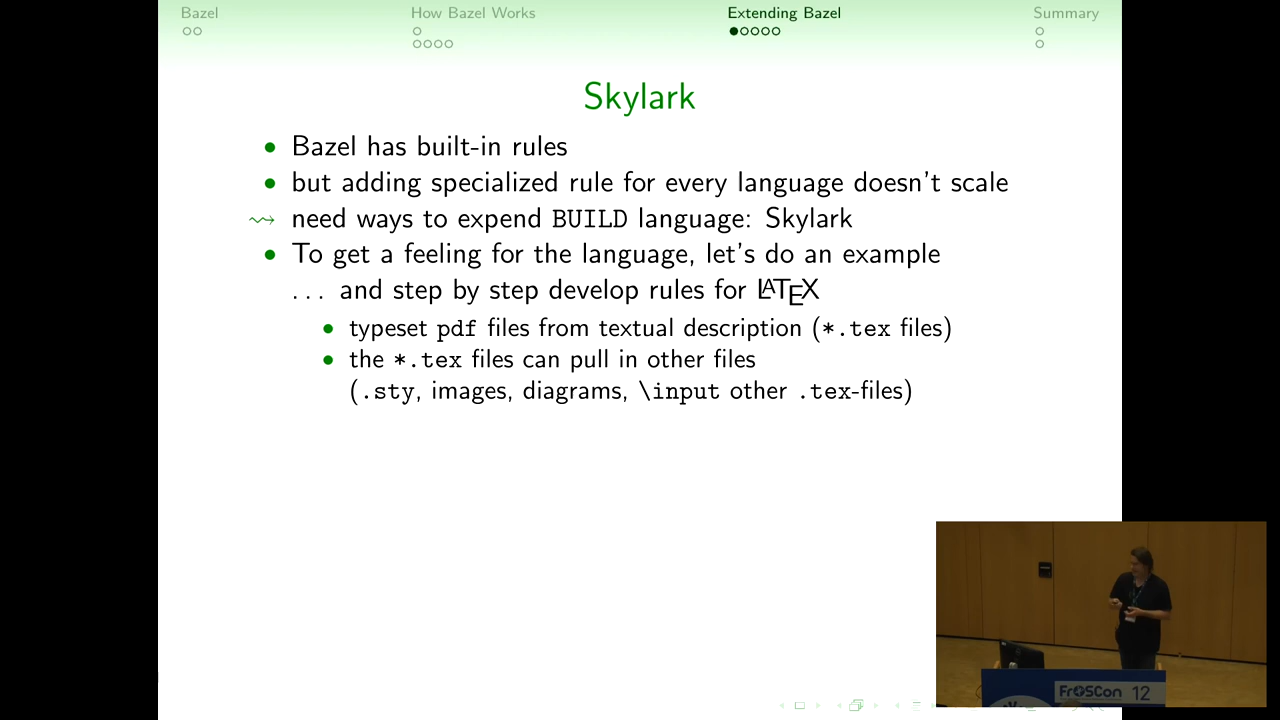 Bazel
How Bazel Works
Extending Bazel
Summary
Skylark
• Bazel has built-in rules
• but adding specialized rule for every language doesn't scale
⇝ need ways to expend BUILD language: Skylark
• To get a feeling for the language, let's do an example
... and step by step develop rules for LATEX
• typeset pdf files from textual description (*.tex files)
• the *.tex files can pull in other files
(.sty, images, diagrams, \input other .tex-files)
FrOSCon 12